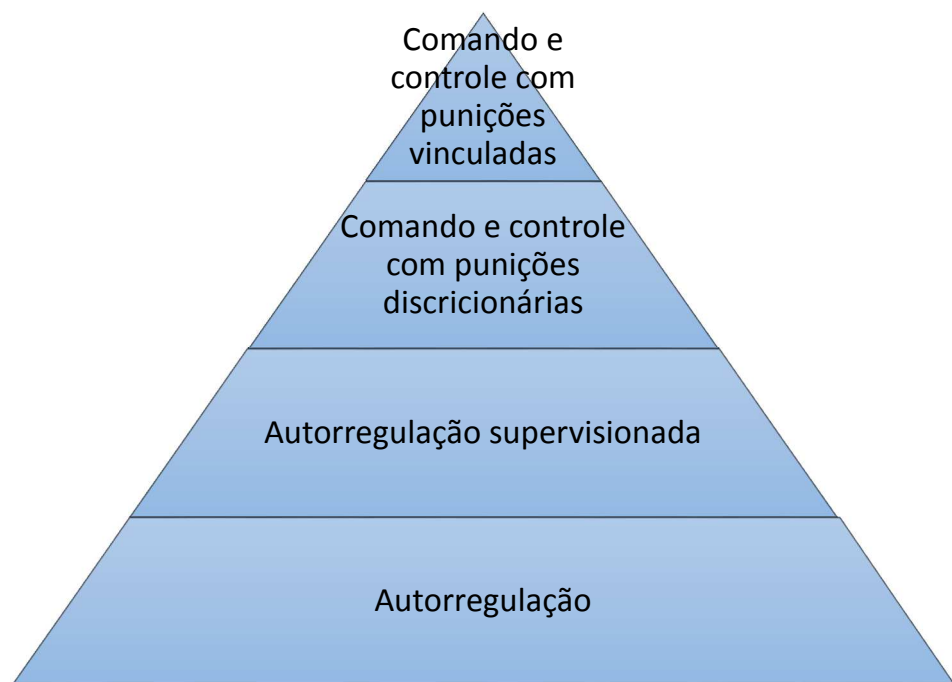 Comando e
controle com
punições
vinculadas
Comando e controle
com punições
discricionárias
Autorregulação supervisionada
Autorregulação